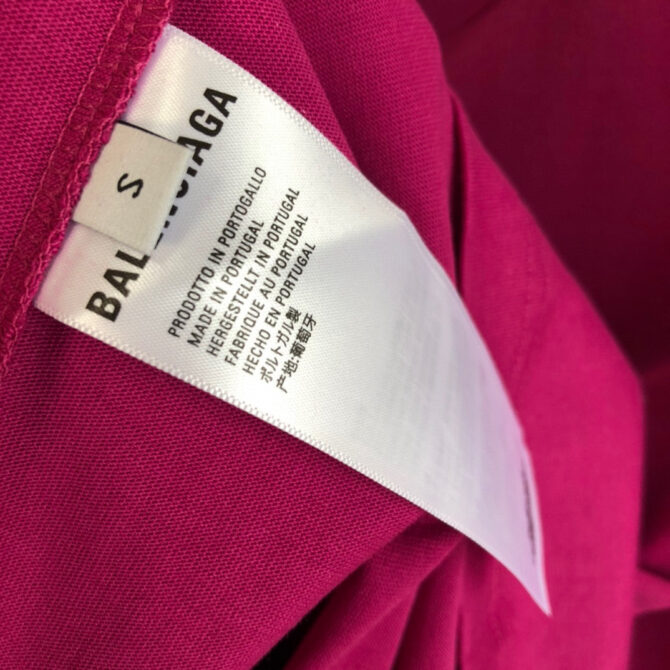 BALENCIAGA
S
PRODOTTO IN PORTOGALLO
MADE IN PORTUGAL
HERGESTELLT IN PORTUGAL
FABRIQUE AU PORTUGAL
HECHO EN PORTUGAL
ポルトガル製
产地:葡萄牙